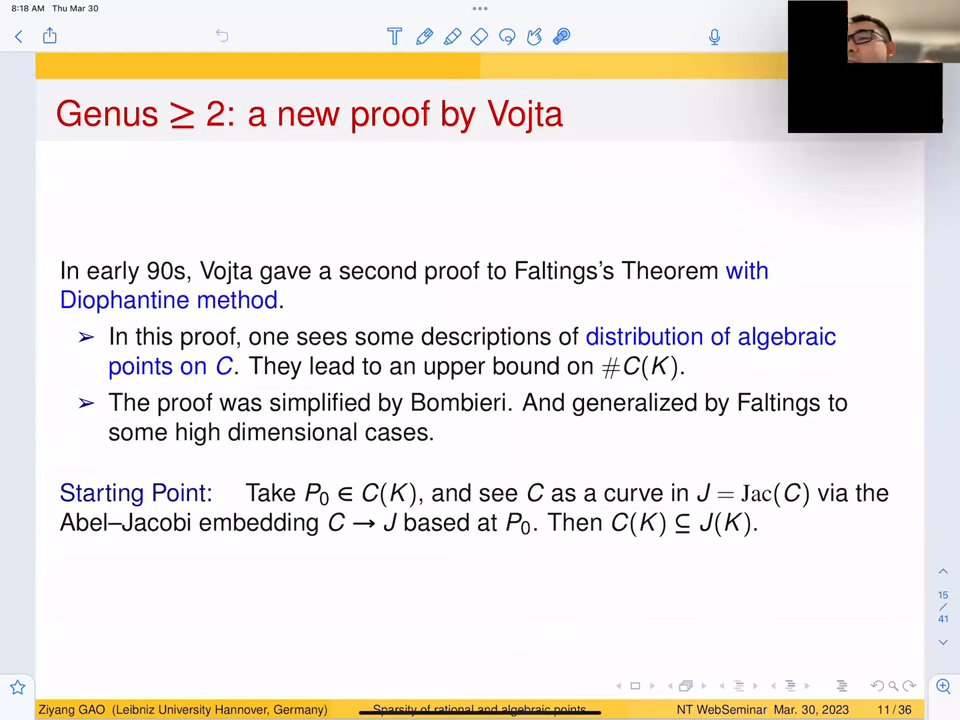 8:18 AM Thu Mar 30
Genus ≥ 2: a new proof by Vojta
In early 90s, Vojta gave a second proof to Faltings's Theorem with
Diophantine method.
➢ In this proof, one sees some descriptions of distribution of algebraic
points on C. They lead to an upper bound on #C(K).
➢ The proof was simplified by Bombieri. And generalized by Faltings to
some high dimensional cases.
Starting Point: Take P₀ ∈ C(K), and see C as a curve in J = Jac(C) via the
Abel–Jacobi embedding C → J based at P₀. Then C(K) ⊆ J(K).
15
/
41
Ziyang GAO (Leibniz University Hannover, Germany) Sparsity of rational and algebraic points NT WebSeminar Mar. 30, 2023 11 / 36